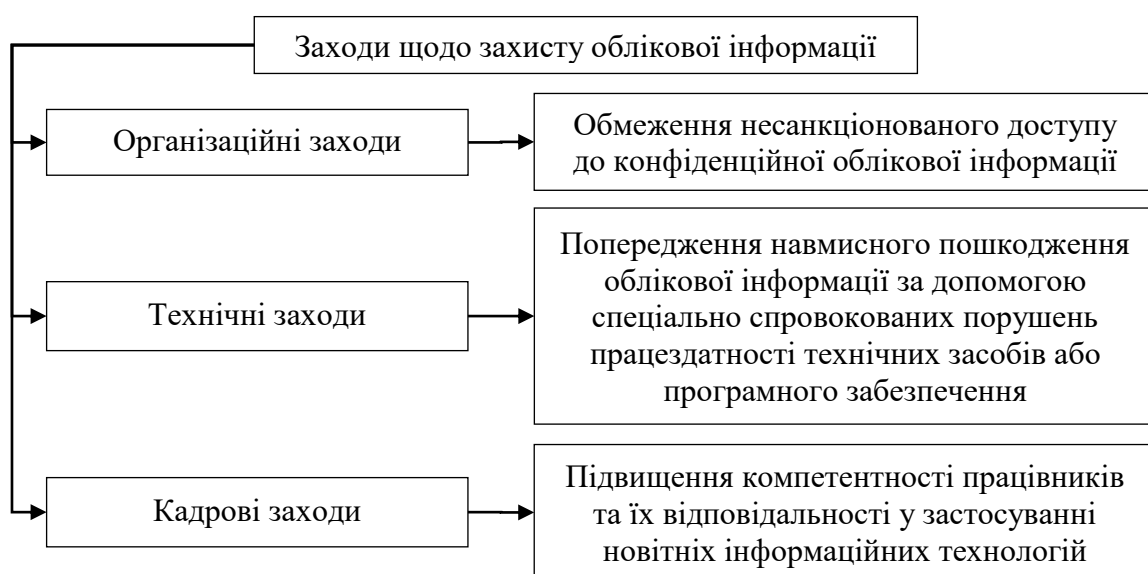 Заходи щодо захисту облікової інформації
Організаційні заходи
Обмеження несанкціонованого доступу
до конфіденційної облікової інформації
Технічні заходи
Попередження навмисного пошкодження
облікової інформації за допомогою
спеціально спровокованих порушень
працездатності технічних засобів або
програмного забезпечення
Кадрові заходи
Підвищення компетентності працівників
та їх відповідальності у застосуванні
новітніх інформаційних технологій